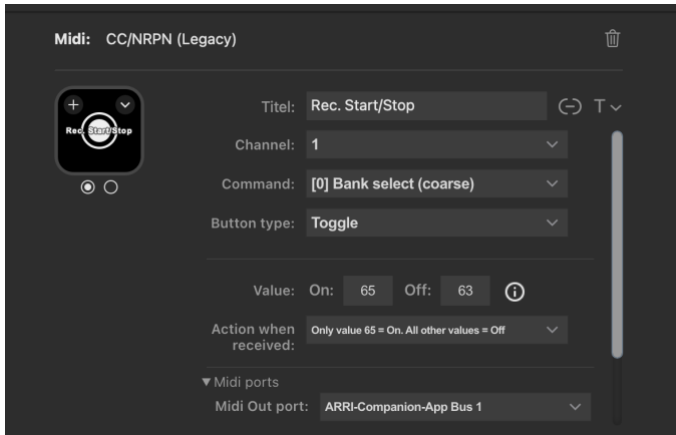 Midi: CC/NRPN (Legacy)
Titel: Rec. Start/Stop T
Rec. Start/Stop
Channel: 1
Command: [0] Bank select (coarse)
Button type: Toggle
Value: On: 65 Off: 63
Action when received: Only value 65 = On. All other values = Off
Midi ports
Midi Out port: ARRI-Companion-App Bus 1